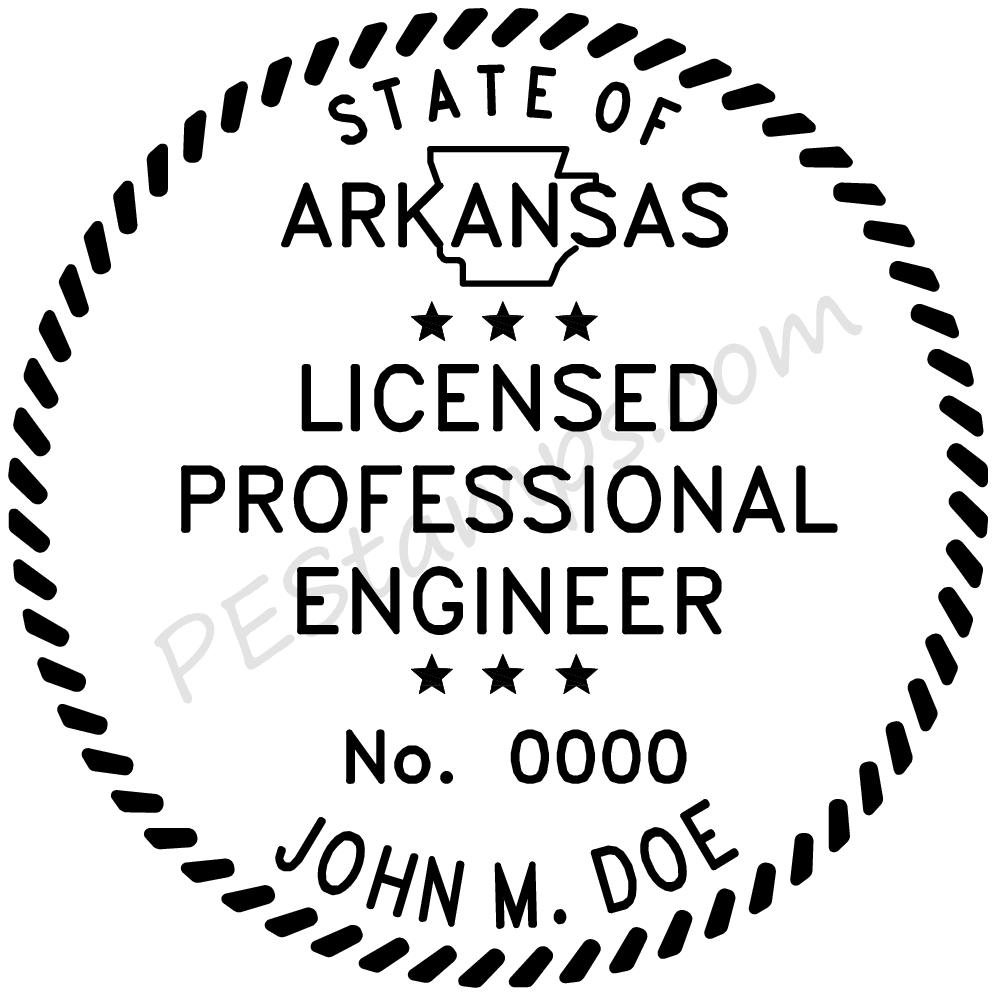 STATE OF
ARKANSAS
LICENSED
PROFESSIONAL
ENGINEER
No. 0000
JOHN M. DOE
PEStamps.com